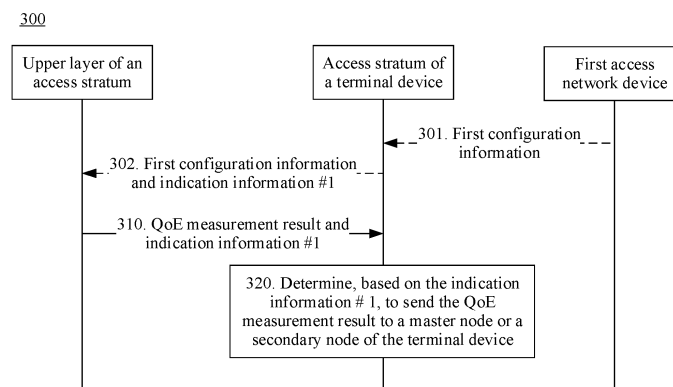 300
Upper layer of an
access stratum
Access stratum of
a terminal device
First access
network device
301. First configuration
information
302. First configuration information
and indication information #1
310. QoE measurement result and
indication information #1
320. Determine, based on the indication
information # 1, to send the QoE
measurement result to a master node or a
secondary node of the terminal device